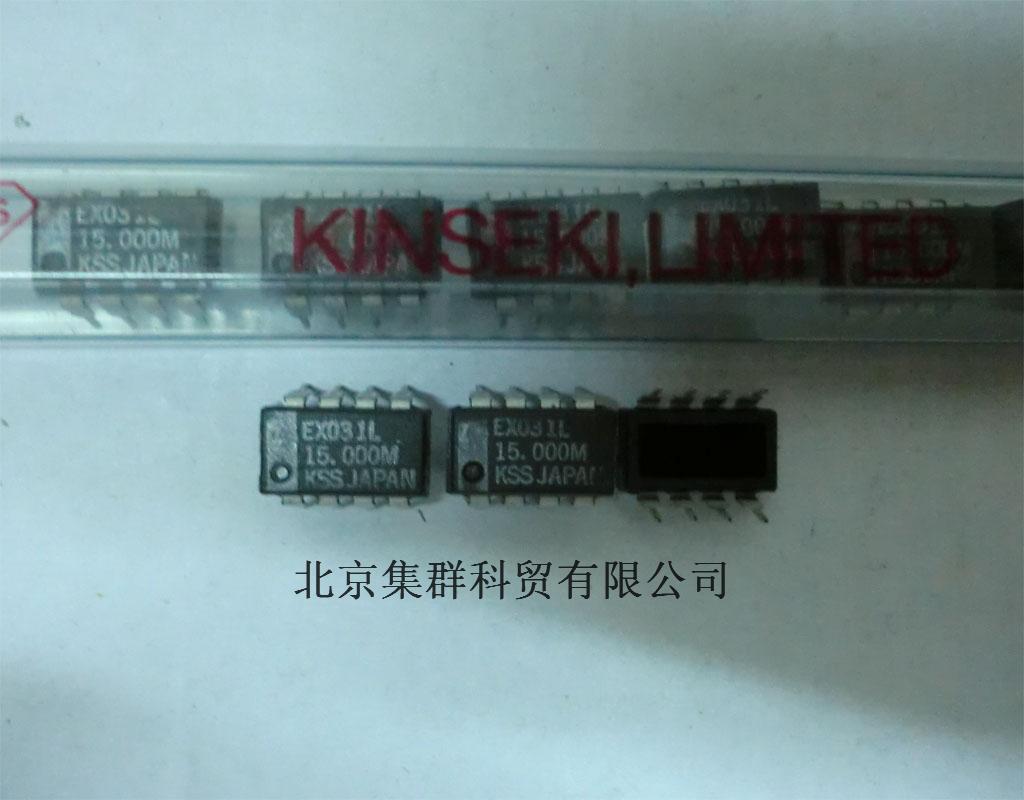 KINSEKI, LIMITED
EX031L
15.000M
KSS JAPAN
EX031L
15.000M
KSS JAPAN
EX031L
15.000M
KSS JAPAN
北京集群科贸有限公司